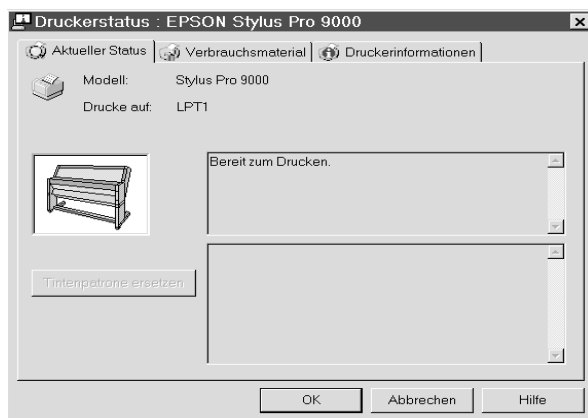 Druckerstatus : EPSON Stylus Pro 9000
Aktueller Status
Verbrauchsmaterial
Druckerinformationen
Modell: Stylus Pro 9000
Drucke auf: LPT1
Bereit zum Drucken.
Tintenpatrone ersetzen
OK Abbrechen Hilfe